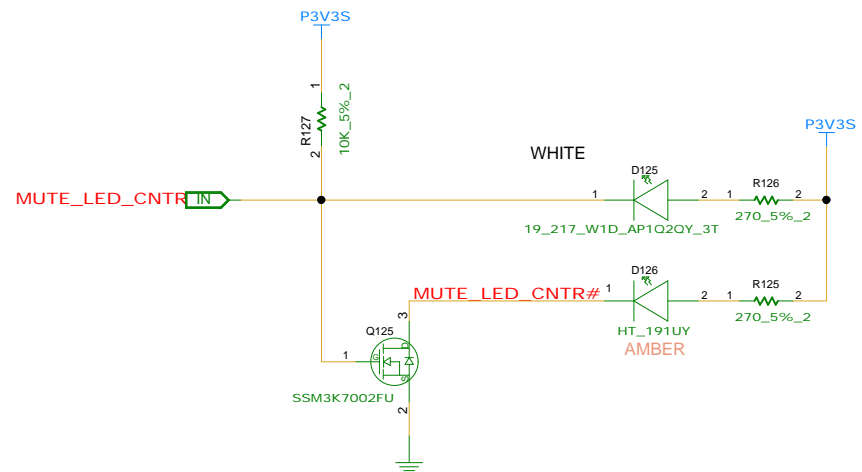 P3V3S
1
R127
10K_5%_2
2
P3V3S
WHITE
D125
R126
1
2
1
2
MUTE_LED_CNTR
IN
19_217_W1D_AP1Q2QY_3T
270_5%_2
D126
R125
MUTE_LED_CNTR#
1
2
1
2
270_5%_2
HT_191UY
AMBER
3
Q125
D
1
G
S
SSM3K7002FU
2